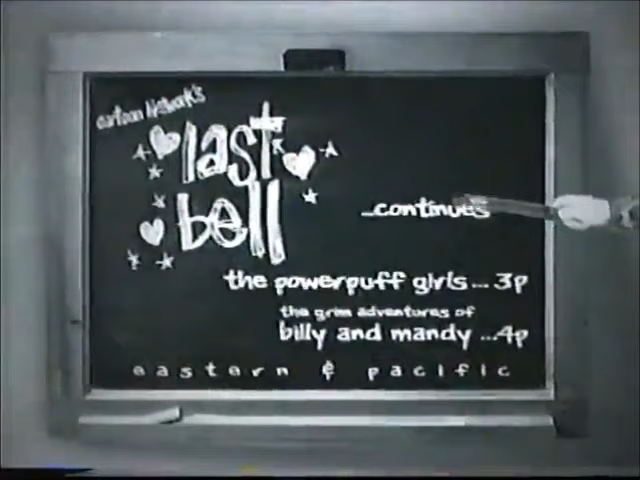 cartoon network's
last
bell
...continues
the powerpuff girls ... 3p
the grim adventures of
billy and mandy ... 4p
eastern & pacific